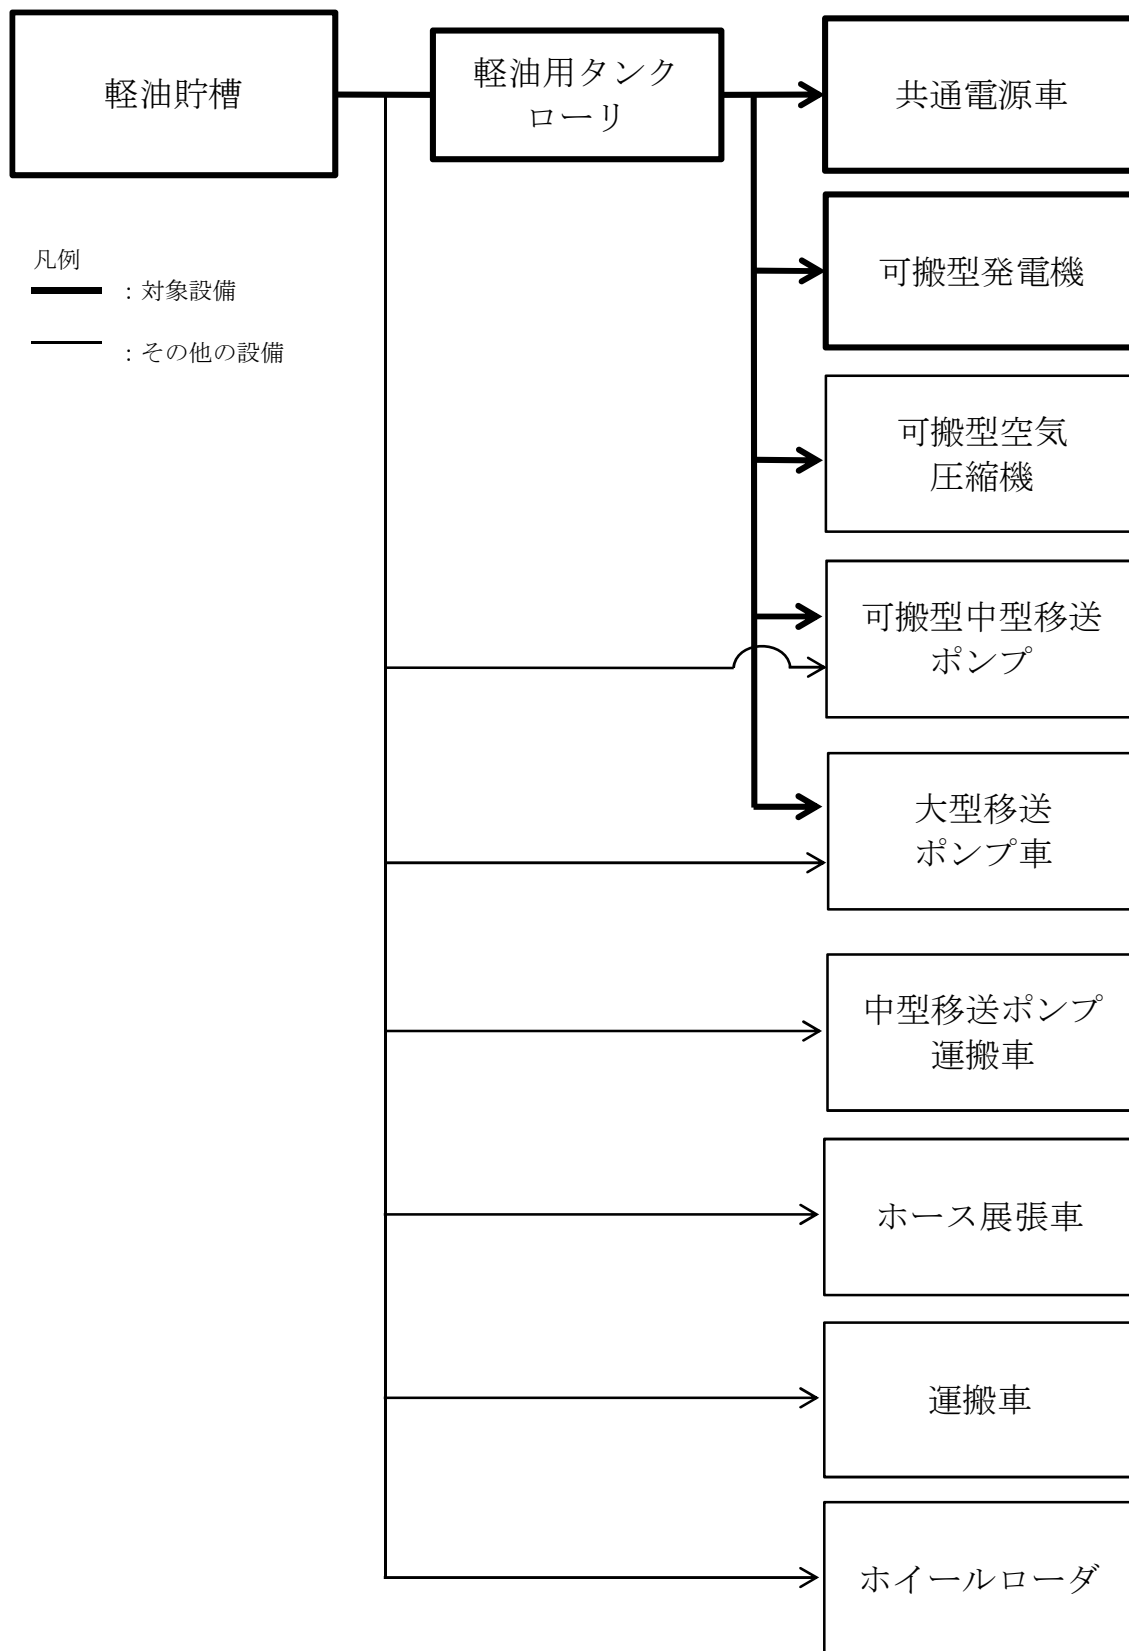 軽油貯槽
軽油用タンク
ローリ
共通電源車
可搬型発電機
凡例
：対象設備
：その他の設備
可搬型空気
圧縮機
可搬型中型移送
ポンプ
大型移送
ポンプ車
中型移送ポンプ
運搬車
ホース展張車
運搬車
ホイールローダ